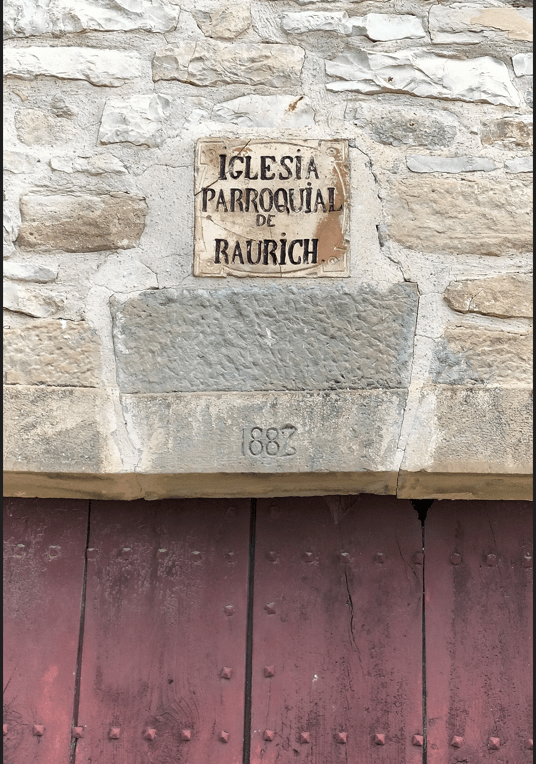 iGLESiA
PARROQUiAL
DE
RAURiCH.
1883